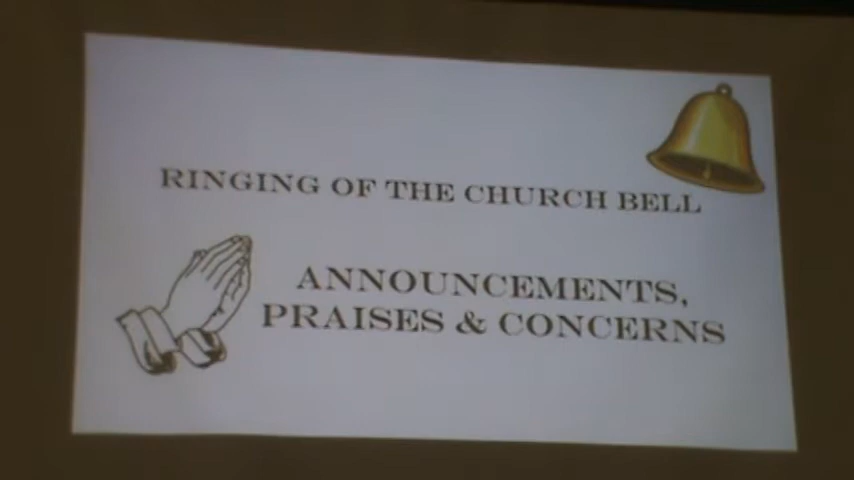 RINGING OF THE CHURCH BELL
ANNOUNCEMENTS,
PRAISES & CONCERNS